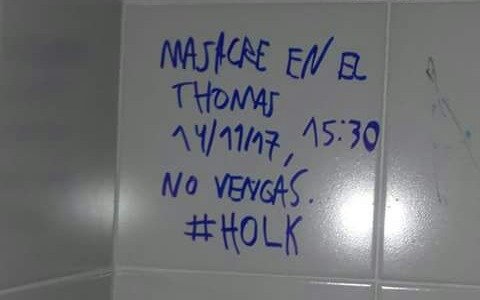 MASACRE EN EL
THOMAS
14/11/17, 15:30
NO VENGAS.
#HOLK